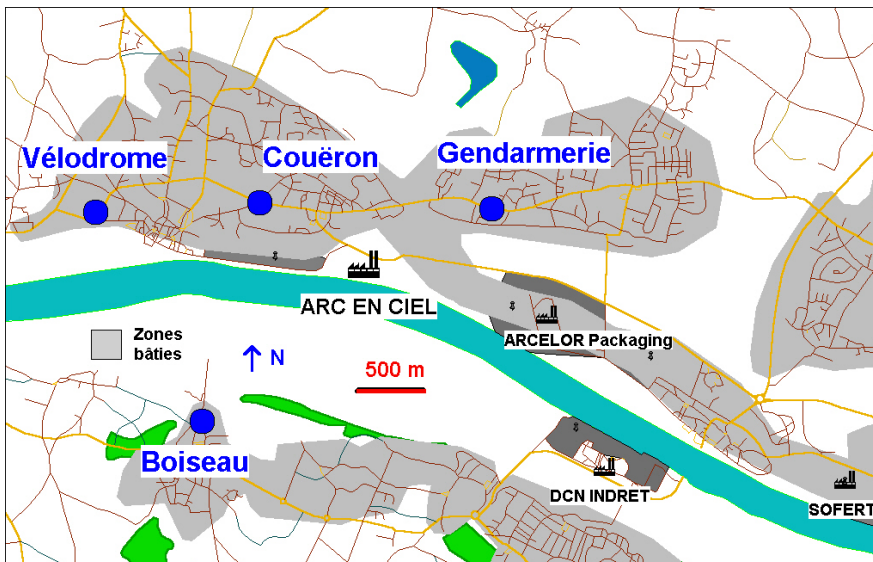 Vélodrome
Couëron
Gendarmerie
ARC EN CIEL
ARCELOR Packaging
Zones
bâties
N
500 m
Boiseau
DCN INDRET
SOFERT